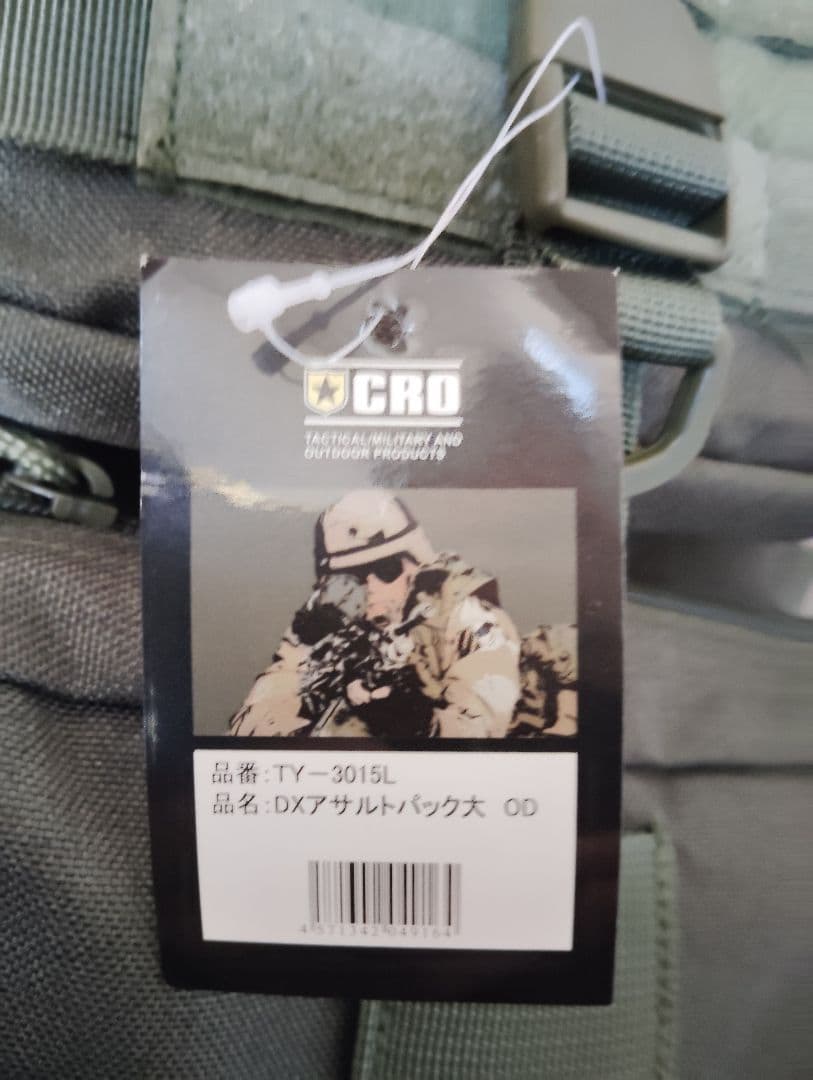 CRO
TACTICAL/MILITARY AND
OUTDOOR PRODUCTS
品番:TY-3015L
品名:DXアサルトパック大 OD
4571342049164